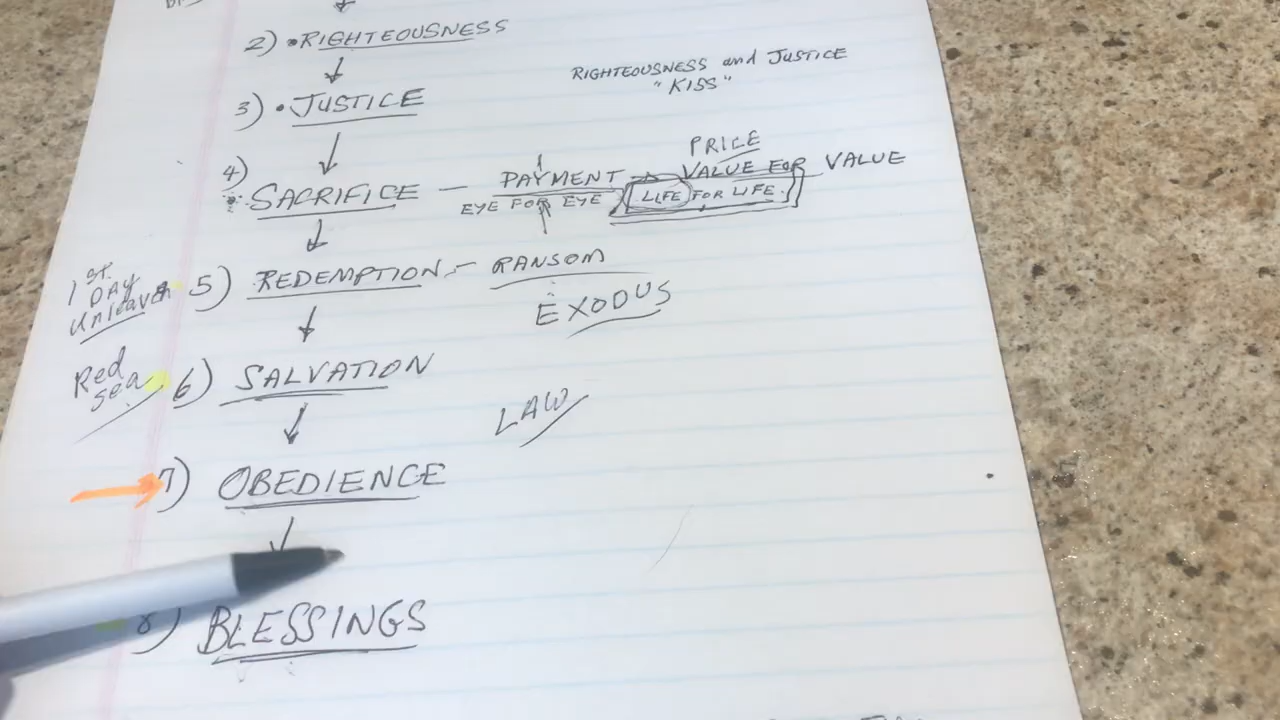 2) • RIGHTEOUSNESS
RIGHTEOUSNESS and JUSTICE
"KISS"
3) • JUSTICE
PRICE
4) SACRIFICE — PAYMENT — VALUE FOR VALUE
EYE FOR EYE LIFE FOR LIFE.
1st DAY Unleaven
5) REDEMPTION - RANSOM
EXODUS
Red Sea
6) SALVATION
LAW
7) OBEDIENCE
8) BLESSINGS